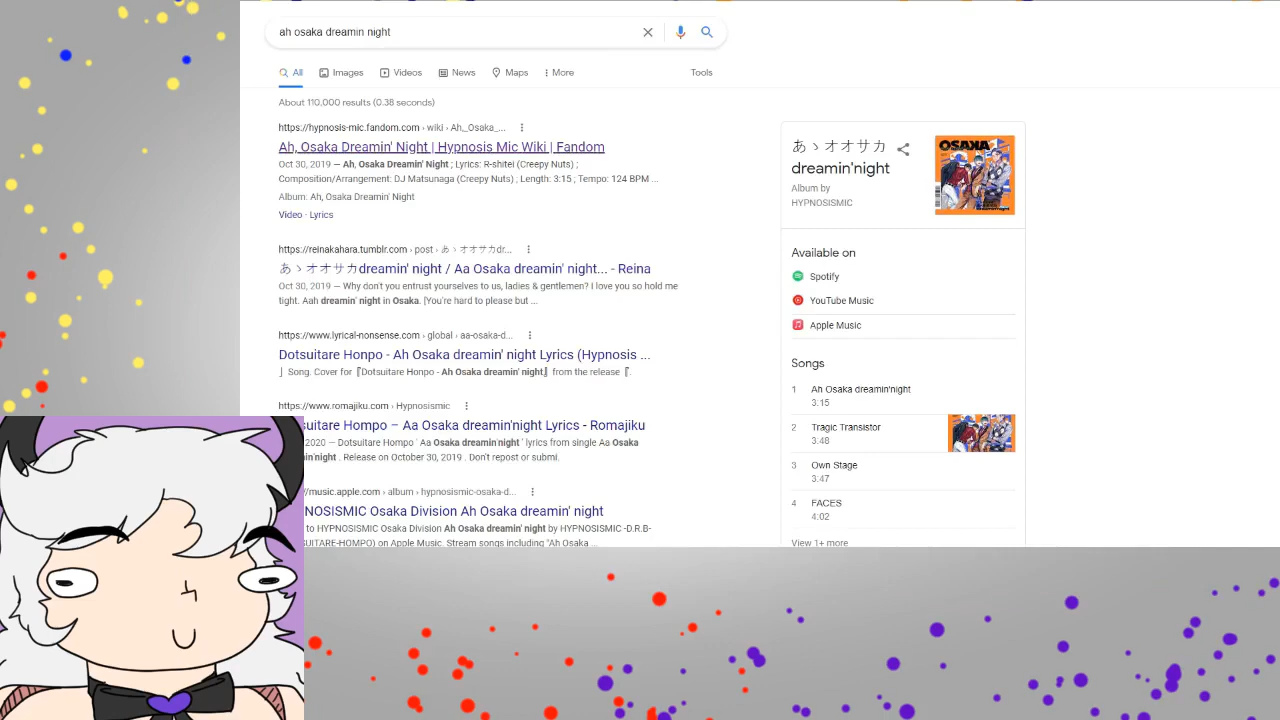 ah osaka dreamin night
All Images Videos News Maps More Tools
About 110,000 results (0.38 seconds)
https://hypnosis-mic.fandom.com › wiki › Ah,_Osaka_...
Ah, Osaka Dreamin' Night | Hypnosis Mic Wiki | Fandom
Oct 30, 2019 — Ah, Osaka Dreamin' Night ; Lyrics: R-shitei (Creepy Nuts) ;
Composition/Arrangement: DJ Matsunaga (Creepy Nuts) ; Length: 3:15 ; Tempo: 124 BPM ...
Album: Ah, Osaka Dreamin' Night
Video · Lyrics
https://reinakahara.tumblr.com › post › あゝオオサカdr...
あゝオオサカdreamin' night / Aa Osaka dreamin' night... - Reina
Oct 30, 2019 — Why don't you entrust yourselves to us, ladies & gentlemen? I love you so hold me
tight. Aah dreamin' night in Osaka. |You're hard to please but ...
https://www.lyrical-nonsense.com › global › aa-osaka-d...
Dotsuitare Honpo - Ah Osaka dreamin' night Lyrics (Hypnosis ...
』Song. Cover for『Dotsuitare Honpo - Ah Osaka dreamin' night』from the release『.
https://www.romajiku.com › Hypnosismic
suitare Hompo – Aa Osaka dreamin'night Lyrics - Romajiku
2020 — Dotsuitare Hompo ' Aa Osaka dreamin'night ' lyrics from single Aa Osaka
in'night . Release on October 30, 2019 . Don't repost or submi.
//music.apple.com › album › hypnosismic-osaka-d...
NOSISMIC Osaka Division Ah Osaka dreamin' night
to HYPNOSISMIC Osaka Division Ah Osaka dreamin' night by HYPNOSISMIC -D.R.B-
SUITARE-HOMPO) on Apple Music. Stream songs including "Ah Osaka ...
あゝオオサカ
dreamin'night
Album by
HYPNOSISMIC
OSAKA
Available on
Spotify
YouTube Music
Apple Music
Songs
1 Ah Osaka dreamin'night
3:15
2 Tragic Transistor
3:48
3 Own Stage
3:47
4 FACES
4:02
View 1+ more